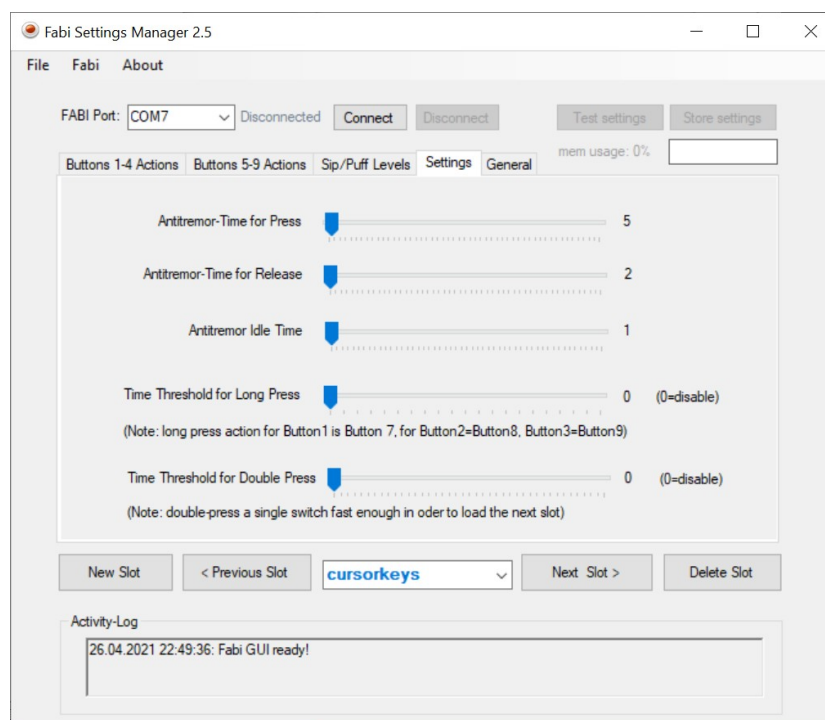 Fabi Settings Manager 2.5
File Fabi About
FABI Port: COM7 Disconnected Connect Disconnect Test settings Store settings
mem usage: 0%
Buttons 1-4 Actions Buttons 5-9 Actions Sip/Puff Levels Settings General
Antitremor-Time for Press 5
Antitremor-Time for Release 2
Antitremor Idle Time 1
Time Threshold for Long Press 0 (0=disable)
(Note: long press action for Button1 is Button 7, for Button2=Button8, Button3=Button9)
Time Threshold for Double Press 0 (0=disable)
(Note: double-press a single switch fast enough in oder to load the next slot)
New Slot < Previous Slot cursorkeys Next Slot > Delete Slot
Activity-Log
26.04.2021 22:49:36: Fabi GUI ready!